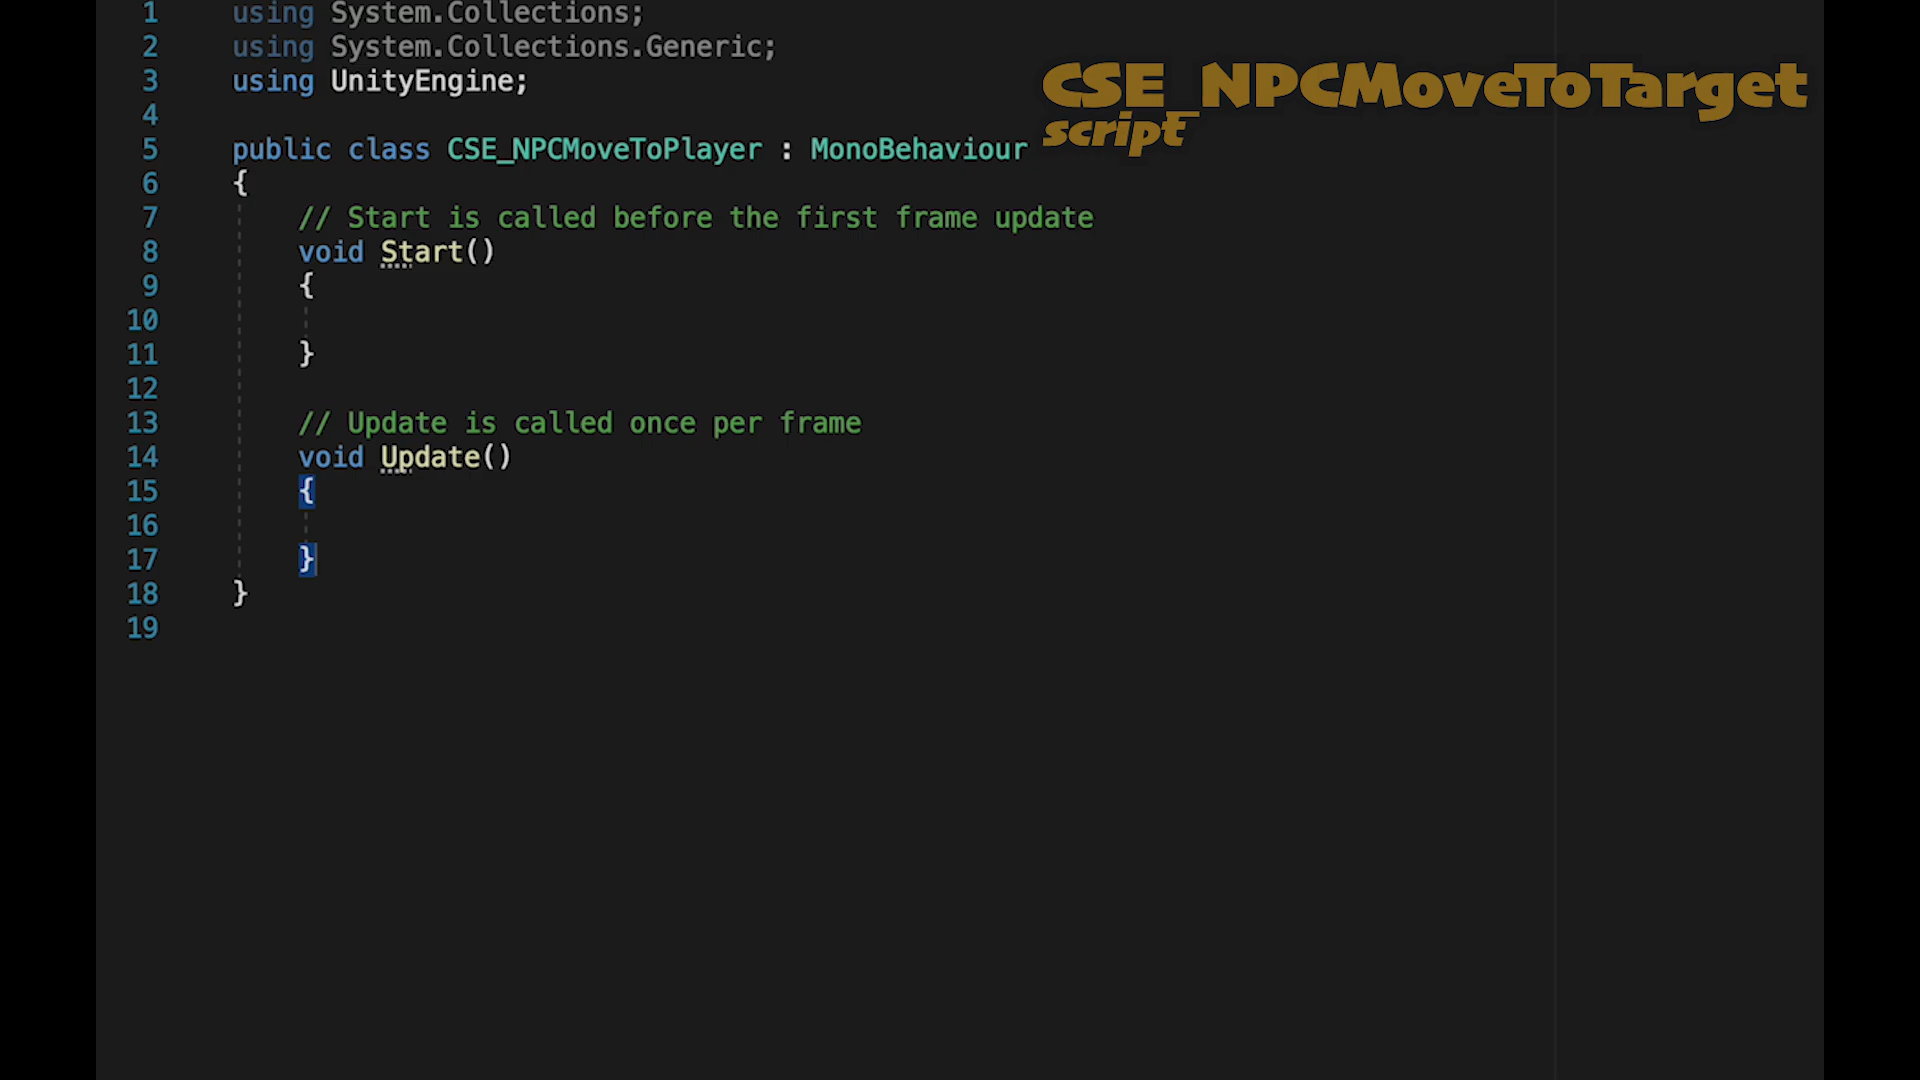 1 using System.Collections;
2 using System.Collections.Generic;
3 using UnityEngine;
4
5 public class CSE_NPCMoveToPlayer : MonoBehaviour
6 {
7 // Start is called before the first frame update
8 void Start()
9 {
10
11 }
12
13 // Update is called once per frame
14 void Update()
15 {
16
17 }
18 }
19
CSE_NPCMoveToTarget
script